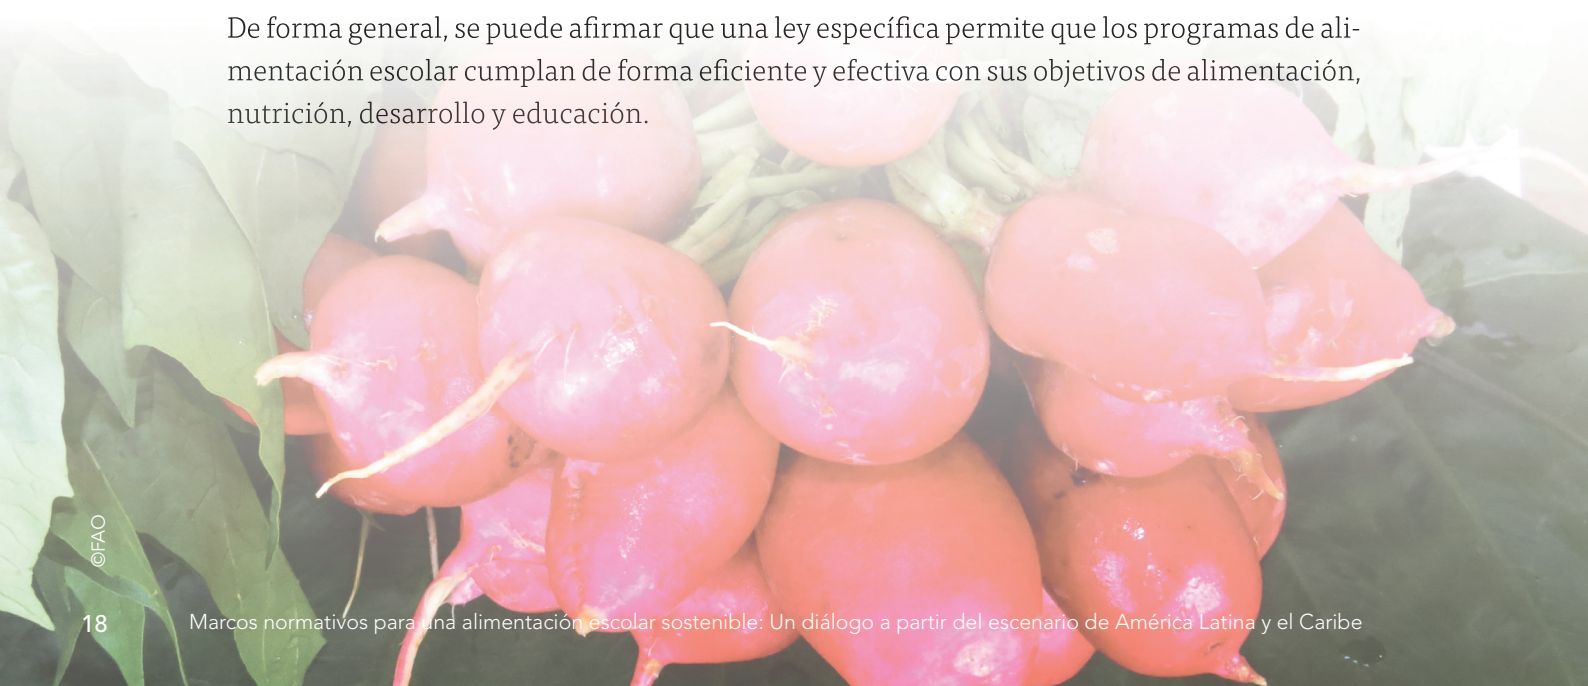 De forma general, se puede afirmar que una ley específica permite que los programas de ali-
mentación escolar cumplan de forma eficiente y efectiva con sus objetivos de alimentación,
nutrición, desarrollo y educación.
©FAO
18
Marcos normativos para una alimentación escolar sostenible: Un diálogo a partir del escenario de América Latina y el Caribe